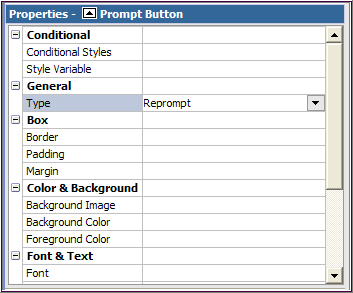 Properties - Prompt Button
Conditional
Conditional Styles
Style Variable
General
Type Reprompt
Box
Border
Padding
Margin
Color & Background
Background Image
Background Color
Foreground Color
Font & Text
Font